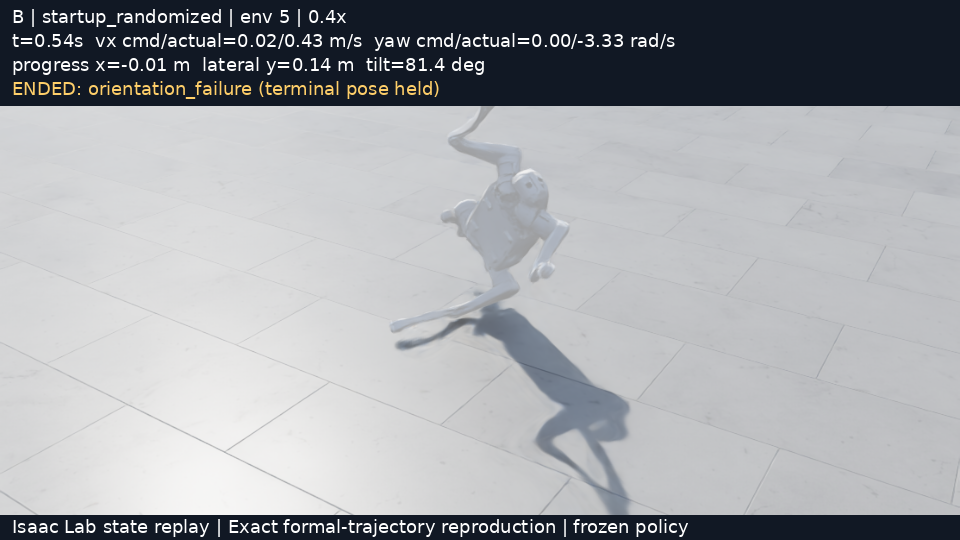 B | startup_randomized | env 5 | 0.4x
t=0.54s  vx cmd/actual=0.02/0.43 m/s  yaw cmd/actual=0.00/-3.33 rad/s
progress x=-0.01 m  lateral y=0.14 m  tilt=81.4 deg
ENDED: orientation_failure (terminal pose held)
Isaac Lab state replay | Exact formal-trajectory reproduction | frozen policy